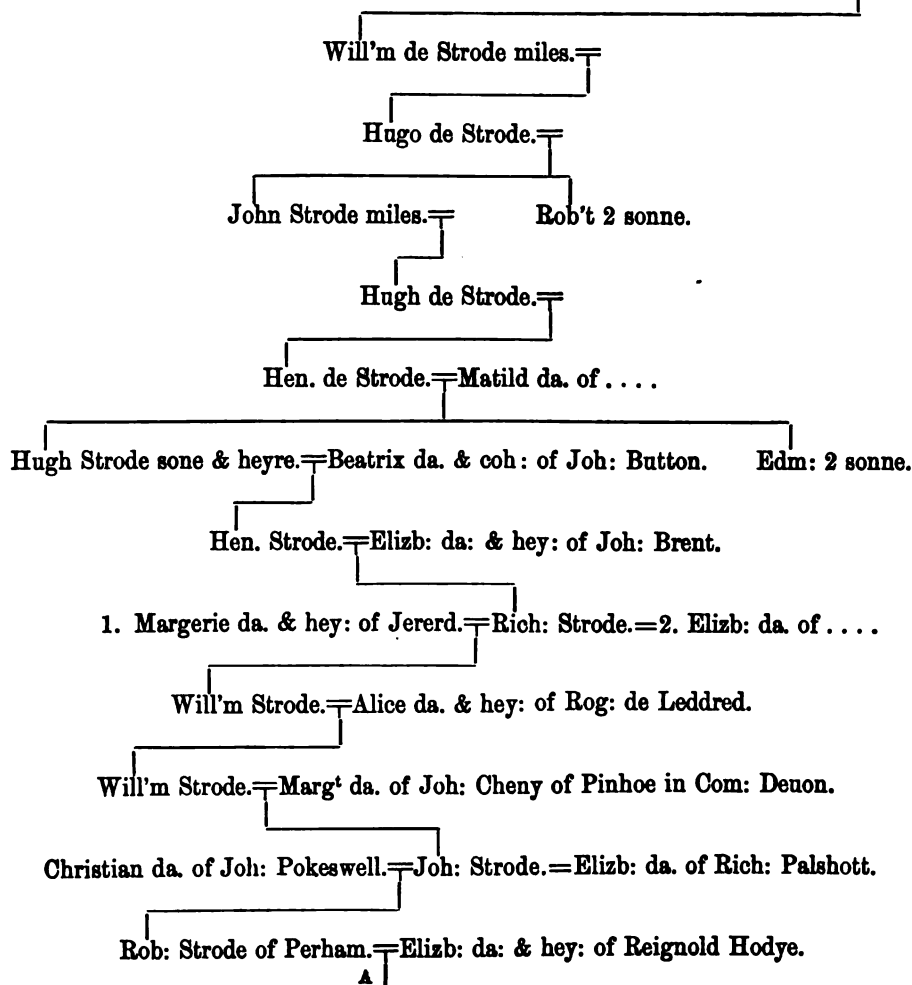 Will'm de Strode miles.=
Hugo de Strode.=
John Strode miles.= Rob't 2 sonne.
Hugh de Strode.=
Hen. de Strode.=Matild da. of . . . .
Hugh Strode sone & heyre.=Beatrix da. & coh: of Joh: Button. Edm: 2 sonne.
Hen. Strode.=Elizb: da: & hey: of Joh: Brent.
1. Margerie da. & hey: of Jererd.=Rich: Strode.=2. Elizb: da. of . . . .
Will'm Strode.=Alice da. & hey: of Rog: de Leddred.
Will'm Strode.=Margᵗ da. of Joh: Cheny of Pinhoe in Com: Deuon.
Christian da. of Joh: Pokeswell.=Joh: Strode.=Elizb: da. of Rich: Palshott.
Rob: Strode of Perham.=Elizb: da: & hey: of Reignold Hodye.
A